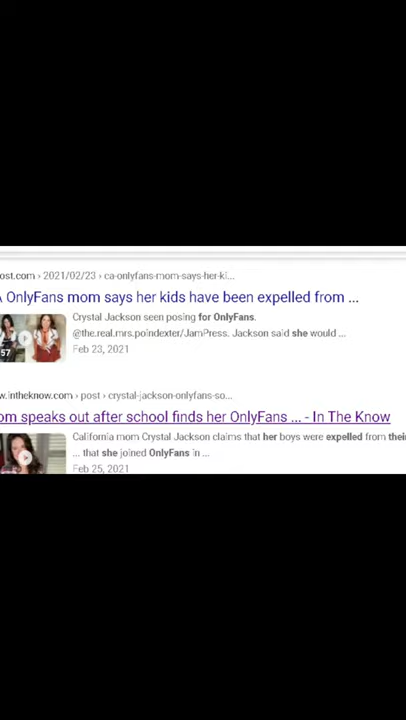 ost.com › 2021/02/23 › ca-onlyfans-mom-says-her-ki...
A OnlyFans mom says her kids have been expelled from ...
Crystal Jackson seen posing for OnlyFans.
@the.real.mrs.poindexter/JamPress. Jackson said she would ...
57
Feb 23, 2021
w.intheknow.com › post › crystal-jackson-onlyfans-so...
om speaks out after school finds her OnlyFans ... - In The Know
California mom Crystal Jackson claims that her boys were expelled from their
... that she joined OnlyFans in ...
Feb 25, 2021